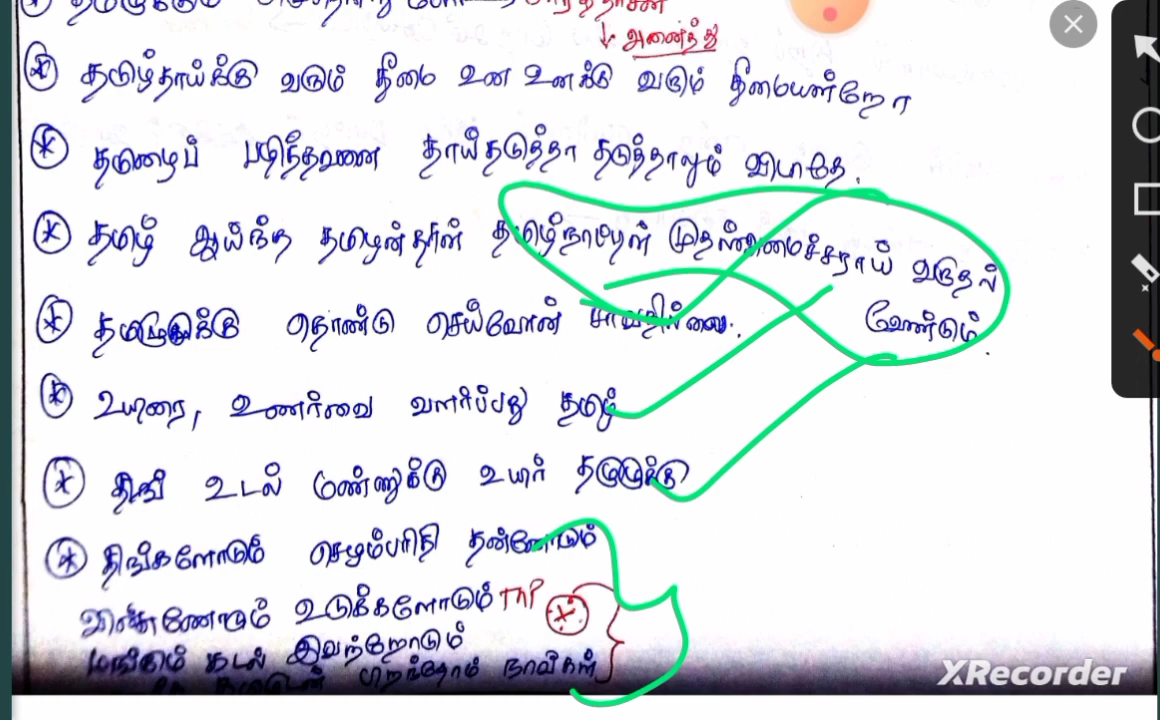 அனைத்து
தமிழ்தாய்க்கு வரும் தீமை உன உனக்கு வரும் தீமையன்றோ
தமிழைப் பழித்தவனை தாய்தடுத்தா தடுத்தாலும் விடாதே.
தமிழ் ஆய்ந்த தமிழன்தான் தமிழ்நாட்டின் முதன்அமைச்சராய் வருதல்
வேண்டும்.
தமிழுக்கு தொண்டு செய்வோன் சாவதில்லை.
உயிரை, உணர்வை வளர்ப்பது தமிழ்
உடல் மண்ணுக்கு உயிர் தமிழுக்கு
திங்களோடும் செழும்பரிதி தன்னோடும்
விண்ணோடும் உடுக்களோடும்
மங்குல் கடல் இவற்றோடும்
பிறந்தோம் நாங்கள்
XRecorder